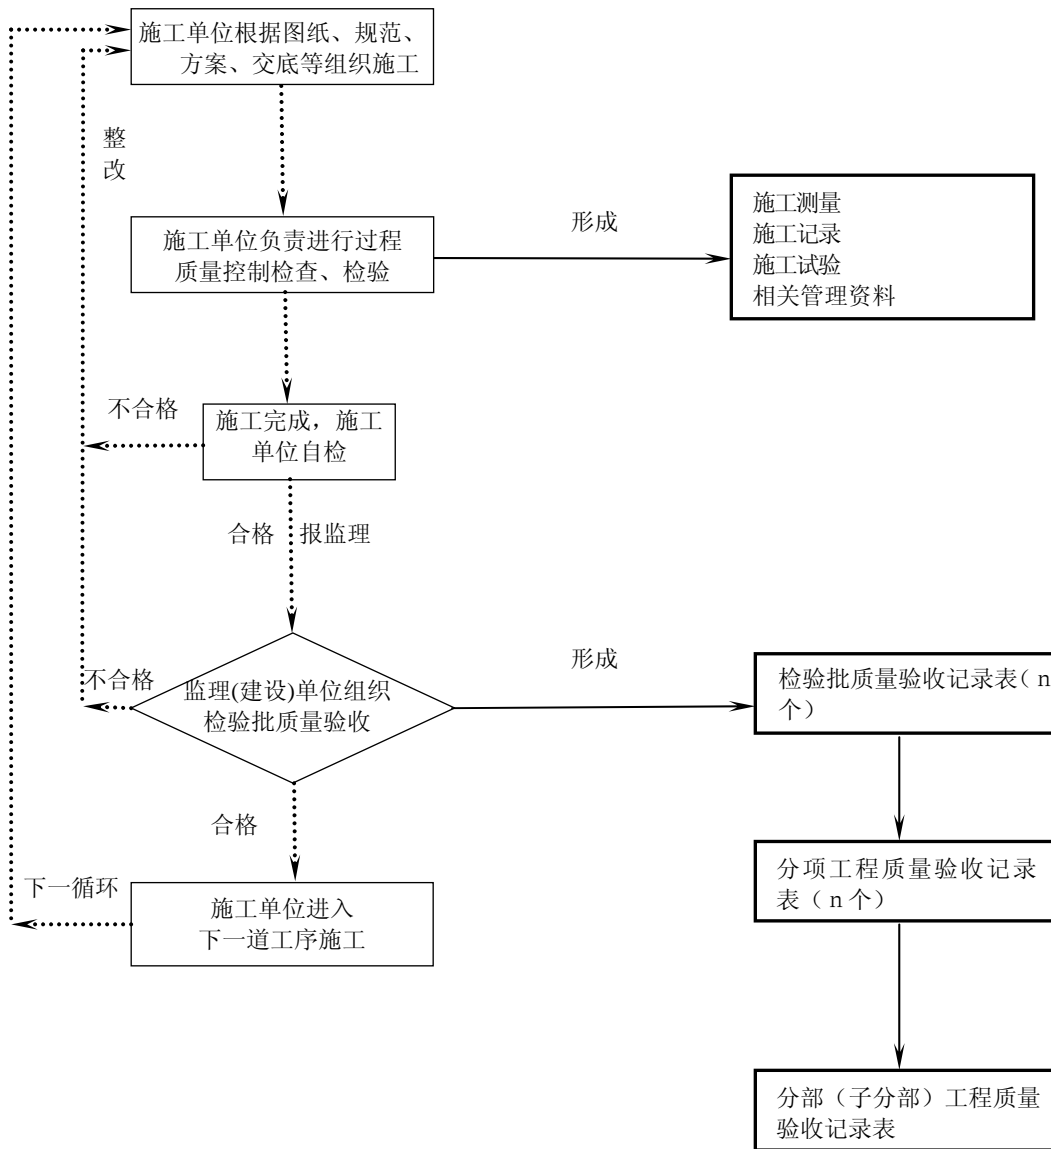 施工单位根据图纸、规范、
方案、交底等组织施工
整
改
施工单位负责进行过程
质量控制检查、检验
形成
施工测量
施工记录
施工试验
相关管理资料
不合格
施工完成，施工
单位自检
合格
报监理
不合格
监理(建设)单位组织
检验批质量验收
形成
检验批质量验收记录表（n
个）
合格
分项工程质量验收记录
表（n个）
下一循环
施工单位进入
下一道工序施工
分部（子分部）工程质量
验收记录表